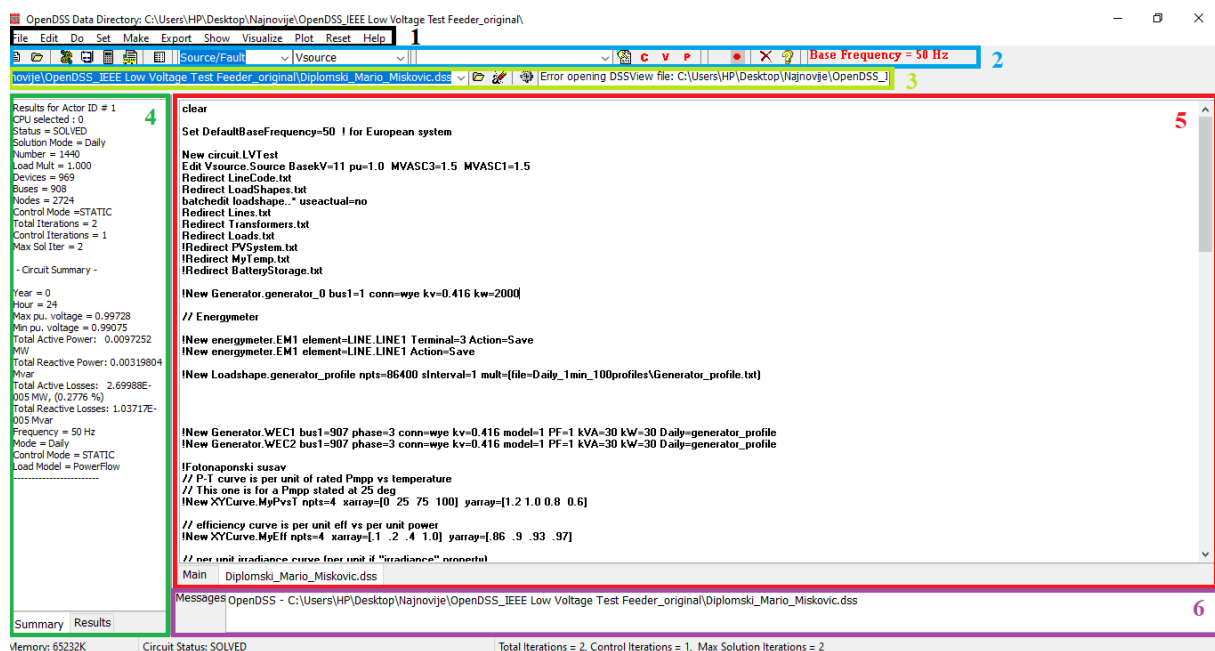 OpenDSS Data Directory: C:\Users\HP\Desktop\Najnovije\OpenDSS_IEEE Low Voltage Test Feeder_original\
File Edit Do Set Make Export Show Visualize Plot Reset Help 1
Source/Fault Vsource C V P ? Base Frequency = 50 Hz 2
novije\OpenDSS_IEEE Low Voltage Test Feeder_original\Diplomski_Mario_Miskovic.dss Error opening DSSView file: C:\Users\HP\Desktop\Najnovije\OpenDSS_I 3
Results for Actor ID # 1
CPU selected : 0
Status = SOLVED
Solution Mode = Daily
Number = 1440
Load Mult = 1.000
Devices = 969
Buses = 908
Nodes = 2724
Control Mode =STATIC
Total Iterations = 2
Control Iterations = 1
Max Sol Iter = 2
- Circuit Summary -
Year = 0
Hour = 24
Max pu. voltage = 0.99728
Min pu. voltage = 0.99075
Total Active Power: 0.0097252
MW
Total Reactive Power: 0.00319804
Mvar
Total Active Losses: 2.69988E-
005 MW, (0.2776 %)
Total Reactive Losses: 1.03717E-
005 Mvar
Frequency = 50 Hz
Mode = Daily
Control Mode = STATIC
Load Model = PowerFlow
------------------------
4
Summary Results
clear
Set DefaultBaseFrequency=50 ! for European system
New circuit.LVTest
Edit Vsource.Source BasekV=11 pu=1.0 MVASC3=1.5 MVASC1=1.5
Redirect LineCode.txt
Redirect LoadShapes.txt
batchedit loadshape..* useactual=no
Redirect Lines.txt
Redirect Transformers.txt
Redirect Loads.txt
!Redirect PVSystem.txt
!Redirect MyTemp.txt
!Redirect BatteryStorage.txt
!New Generator.generator_0 bus1=1 conn=wye kv=0.416 kw=2000
// Energymeter
!New energymeter.EM1 element=LINE.LINE1 Terminal=3 Action=Save
!New energymeter.EM1 element=LINE.LINE1 Action=Save
!New Loadshape.generator_profile npts=86400 sInterval=1 mult=(file=Daily_1min_100profiles\Generator_profile.txt)
!New Generator.WEC1 bus1=907 phase=3 conn=wye kv=0.416 model=1 PF=1 kVA=30 kW=30 Daily=generator_profile
!New Generator.WEC2 bus1=907 phase=3 conn=wye kv=0.416 model=1 PF=1 kVA=30 kW=30 Daily=generator_profile
!Fotonaponski susav
// P-T curve is per unit of rated Pmpp vs temperature
// This one is for a Pmpp stated at 25 deg
!New XYCurve.MyPvsT npts=4 xarray=[0 25 75 100] yarray=[1.2 1.0 0.8 0.6]
// efficiency curve is per unit eff vs per unit power
!New XYCurve.MyEff npts=4 xarray=[.1 .2 .4 1.0] yarray=[.86 .9 .93 .97]
// per unit irradiance curve (per unit if "irradiance" property)
5
Main Diplomski_Mario_Miskovic.dss
Messages OpenDSS - C:\Users\HP\Desktop\Najnovije\OpenDSS_IEEE Low Voltage Test Feeder_original\Diplomski_Mario_Miskovic.dss
6
Memory: 65232K Circuit Status: SOLVED Total Iterations = 2, Control Iterations = 1, Max Solution Iterations = 2